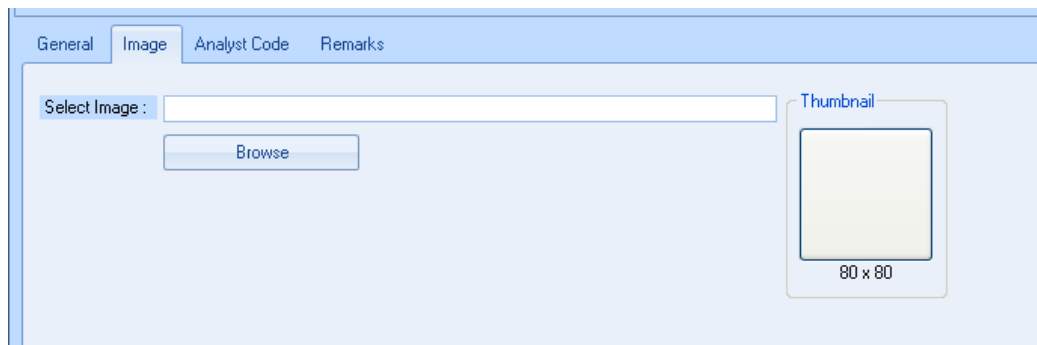 General Image Analyst Code Remarks
Select Image :
Thumbnail
Browse
80 x 80